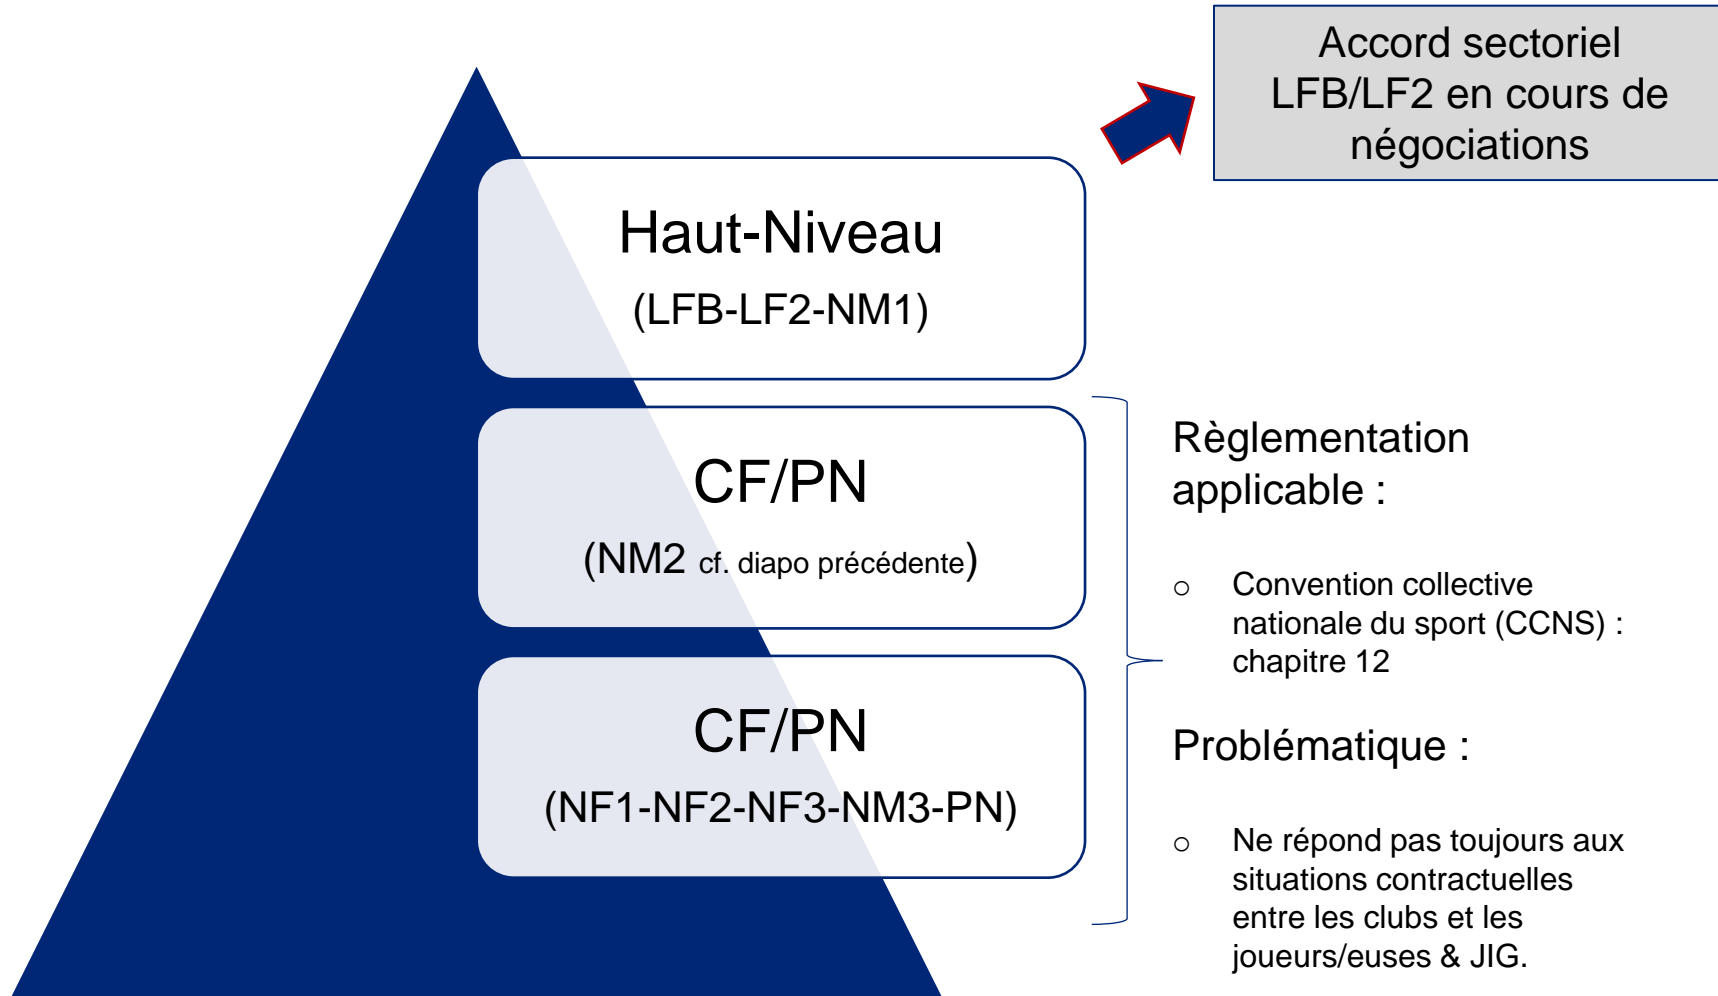 Accord sectoriel
LFB/LF2 en cours de
négociations
Haut-Niveau
(LFB-LF2-NM1)
CF/PN
(NM2 cf. diapo précédente)
CF/PN
(NF1-NF2-NF3-NM3-PN)
Règlementation
applicable :
o Convention collective
nationale du sport (CCNS) :
chapitre 12
Problématique :
o Ne répond pas toujours aux
situations contractuelles
entre les clubs et les
joueurs/euses & JIG.